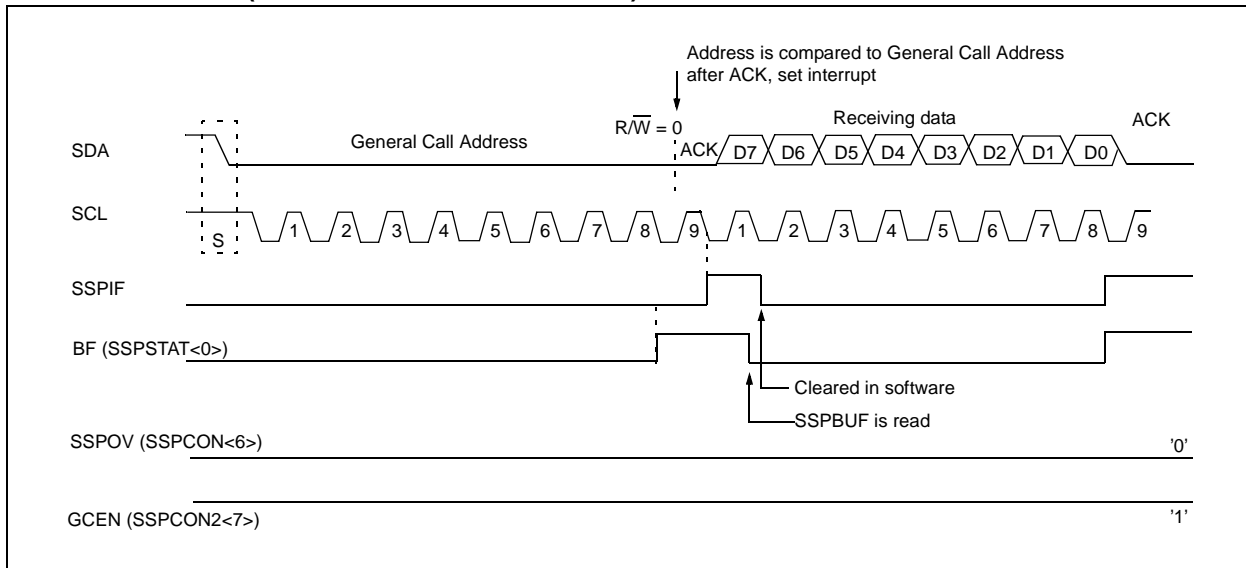 Address is compared to General Call Address
after ACK, set interrupt
R/W = 0
Receiving data
ACK
SDA
General Call Address
ACK D7 D6 D5 D4 D3 D2 D1 D0
SCL
S
1 2 3 4 5 6 7 8 9 1 2 3 4 5 6 7 8 9
SSPIF
BF (SSPSTAT<0>)
Cleared in software
SSPBUF is read
SSPOV (SSPCON<6>)
'0'
GCEN (SSPCON2<7>)
'1'